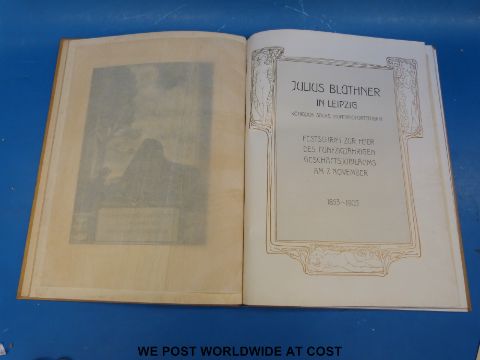 JULIUS BLÜTHNER
IN LEIPZIG
FESTSCHRIFT ZUR FEIER
DES FÜNFZIGJÄHRIGEN
GESCHÄFTSJUBILÄUMS
AM 7. NOVEMBER
1853-1903
WE POST WORLDWIDE AT COST